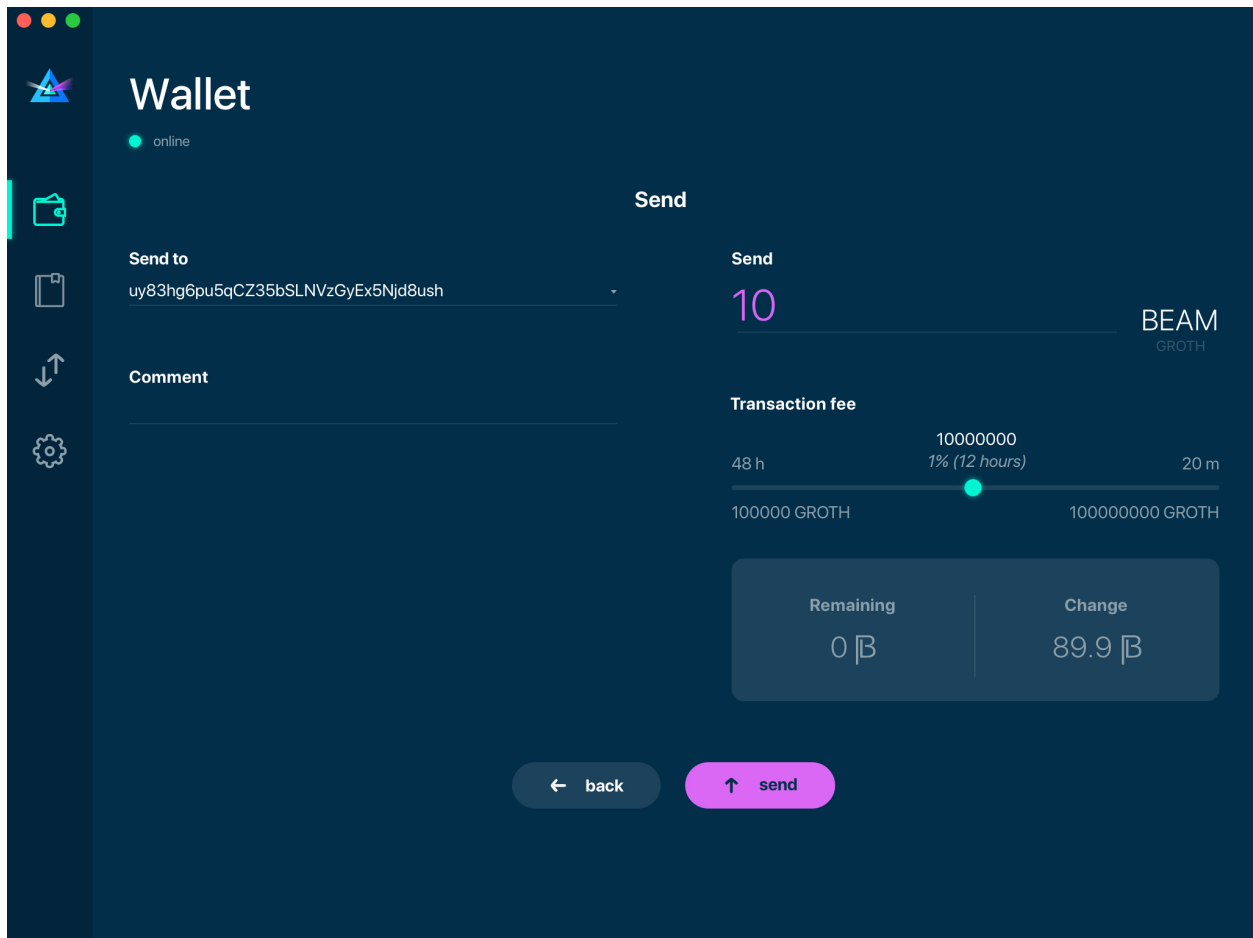 Wallet
online
Send
Send to
uy83hg6pu5qCZ35bSLNVzGyEx5Njd8ush
Comment
Send
10
BEAM
GROTH
Transaction fee
10000000
48 h
1% (12 hours)
20 m
100000 GROTH
100000000 GROTH
Remaining
0
Change
89.9
back
send